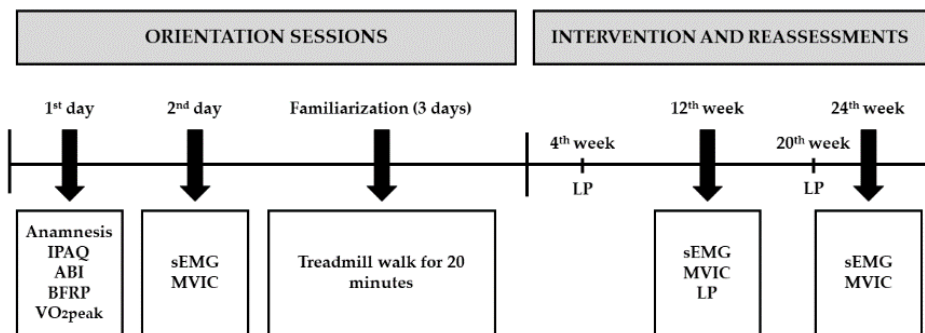 ORIENTATION SESSIONS
INTERVENTION AND REASSESSMENTS
1st day
2nd day
Familiarization (3 days)
4th week
12th week
20th week
24th week
LP
LP
Anamnesis
IPAQ
ABI
BFRP
VO2peak
sEMG
MVIC
Treadmill walk for 20
minutes
sEMG
MVIC
LP
sEMG
MVIC